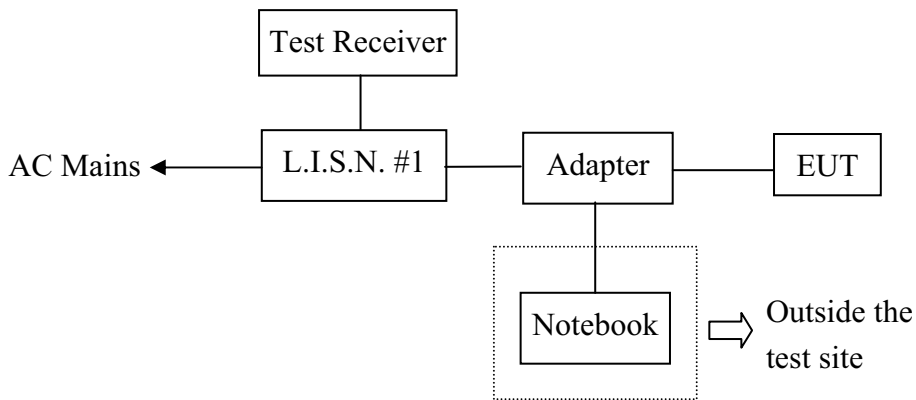 Test Receiver
AC Mains
L.I.S.N. #1
Adapter
EUT
Notebook
Outside the
test site